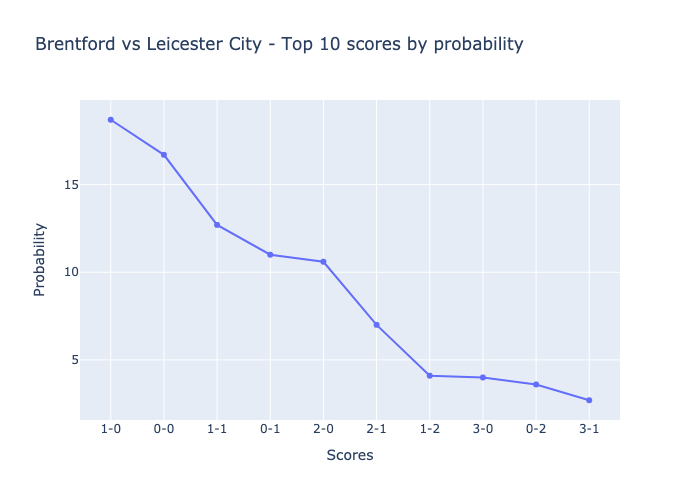 Brentford vs Leicester City - Top 10 scores by probability
15
10
5
Probability
1-0 0-0 1-1 0-1 2-0 2-1 1-2 3-0 0-2 3-1
Scores